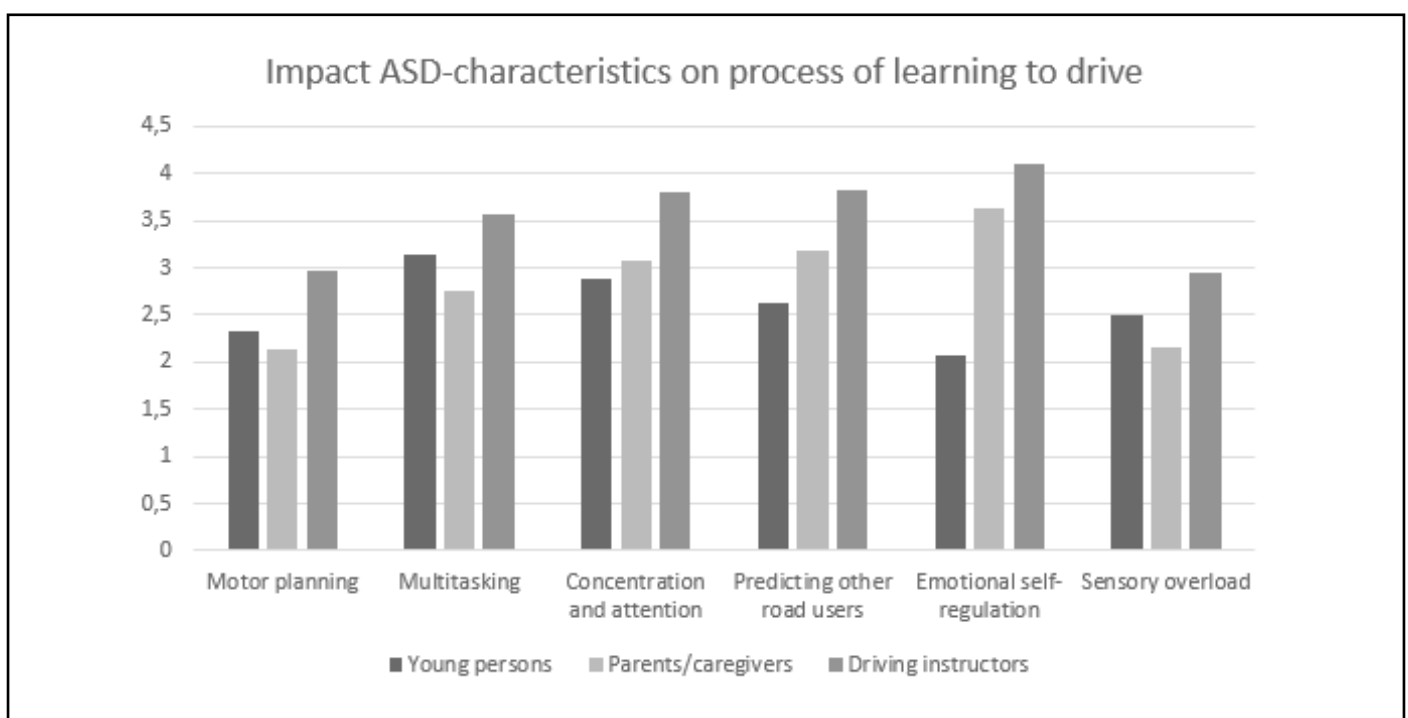 Impact ASD-characteristics on process of learning to drive
4,5
4
3,5
3
2,5
2
1,5
1
0,5
0
Motor planning
Multitasking
Concentration
and attention
Predicting other
road users
Emotional self-
regulation
Sensory overload
Young persons
Parents/caregivers
Driving instructors